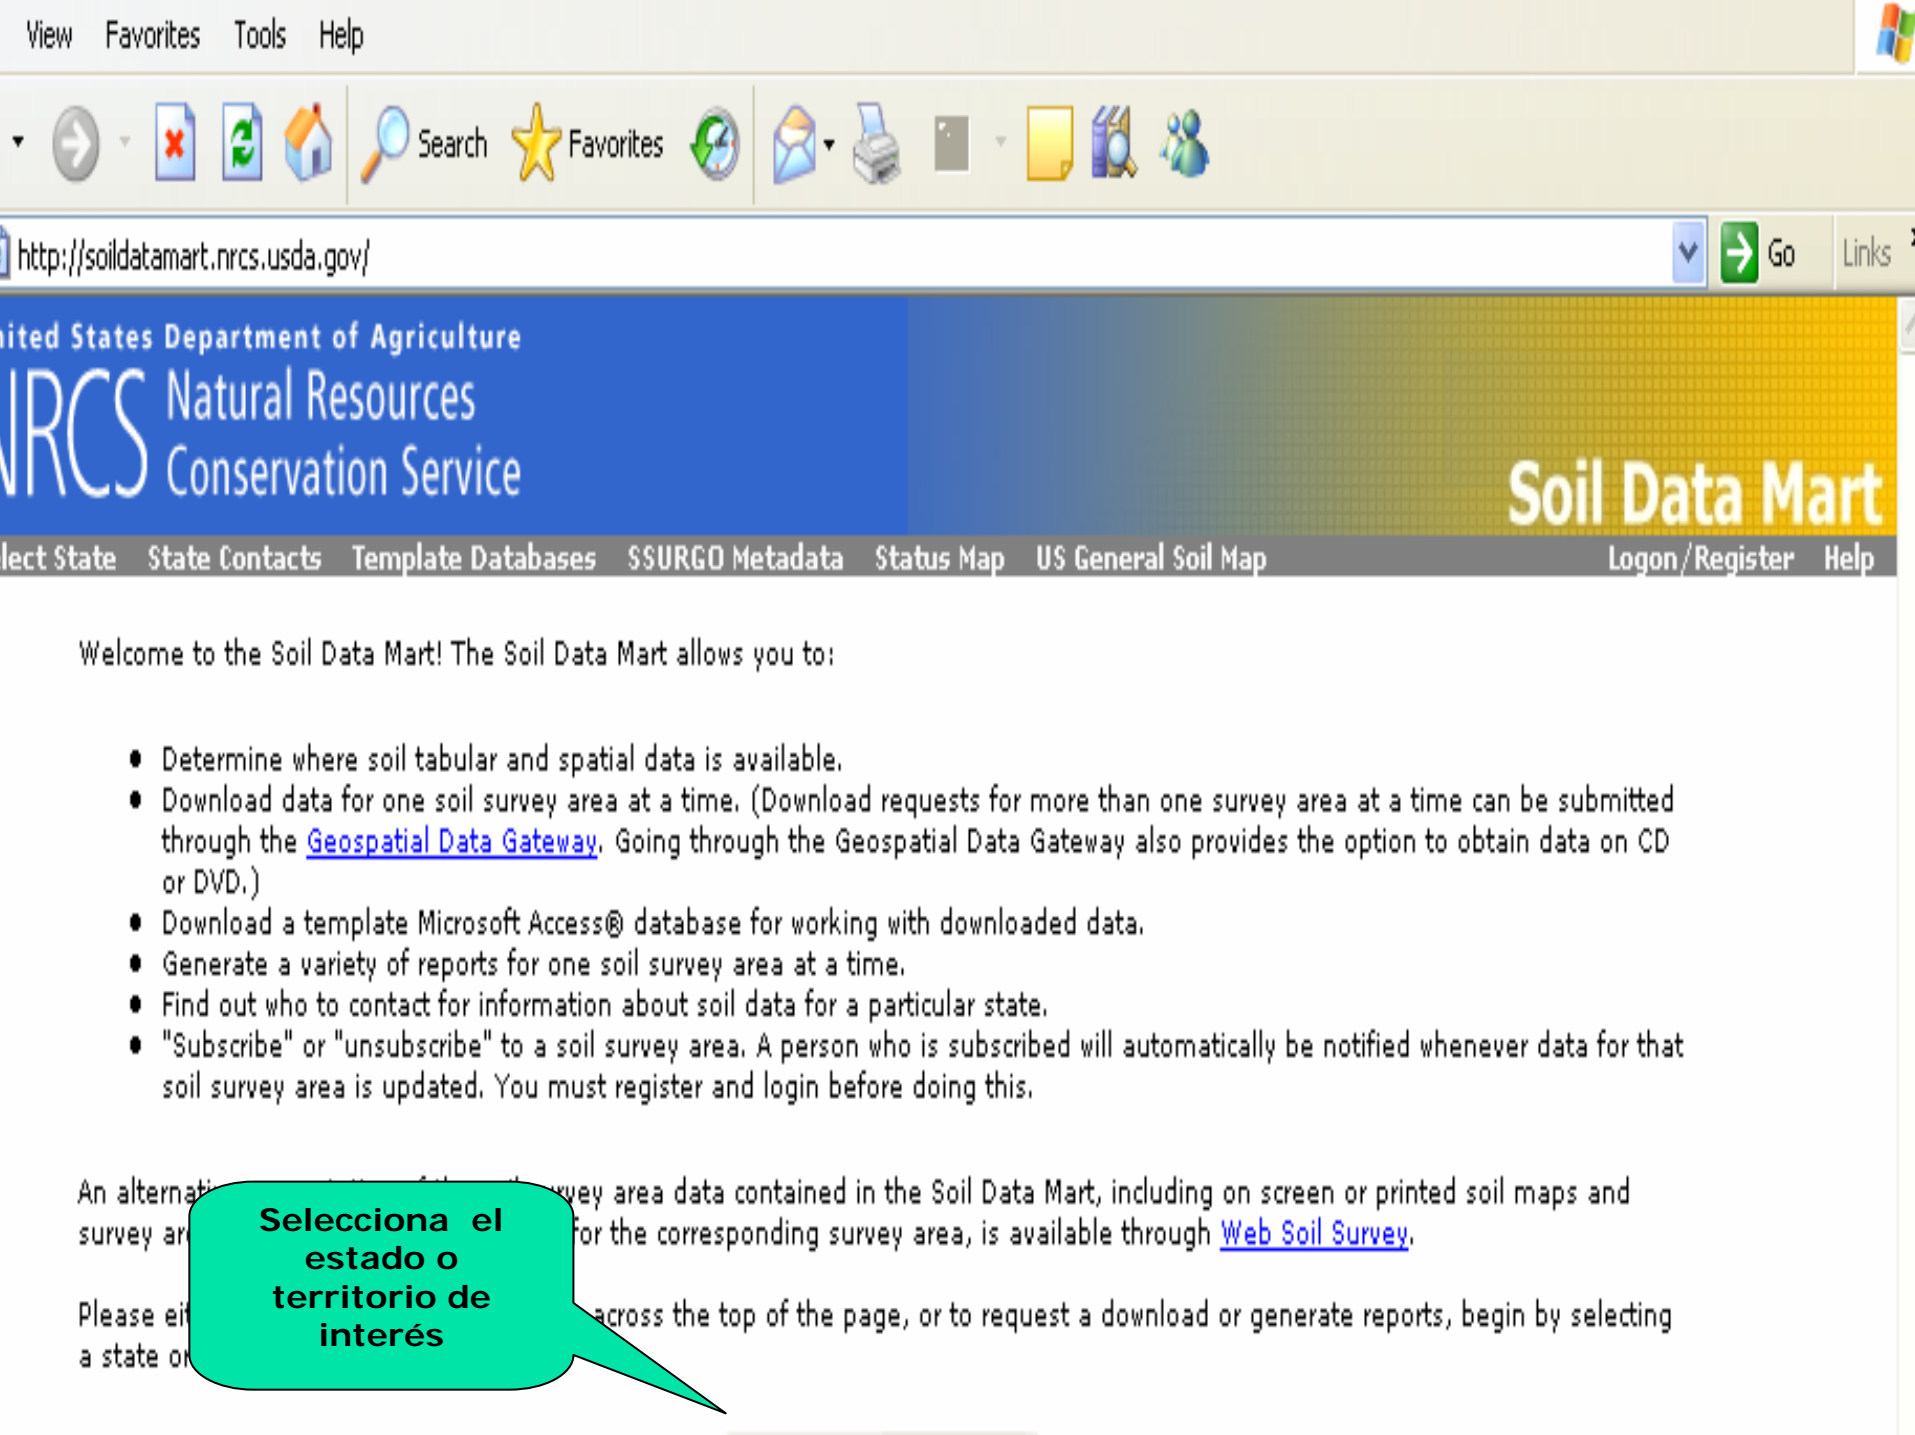 View Favorites Tools Help
Search Favorites
http://soildatamart.nrcs.usda.gov/ Go Links
ited States Department of Agriculture
NRCS Natural Resources
Conservation Service
Soil Data Mart
lect State State Contacts Template Databases SSURGO Metadata Status Map US General Soil Map Logon/Register Help
Welcome to the Soil Data Mart! The Soil Data Mart allows you to:
• Determine where soil tabular and spatial data is available.
• Download data for one soil survey area at a time. (Download requests for more than one survey area at a time can be submitted
through the Geospatial Data Gateway. Going through the Geospatial Data Gateway also provides the option to obtain data on CD
or DVD.)
• Download a template Microsoft Access® database for working with downloaded data.
• Generate a variety of reports for one soil survey area at a time.
• Find out who to contact for information about soil data for a particular state.
• "Subscribe" or "unsubscribe" to a soil survey area. A person who is subscribed will automatically be notified whenever data for that
soil survey area is updated. You must register and login before doing this.
An area data contained in the Soil Data Mart, including on screen or printed soil maps and
survey for the corresponding survey area, is available through Web Soil Survey.
Please across the top of the page, or to request a download or generate reports, begin by selecting
a state or
Selecciona el
estado o
territorio de
interés